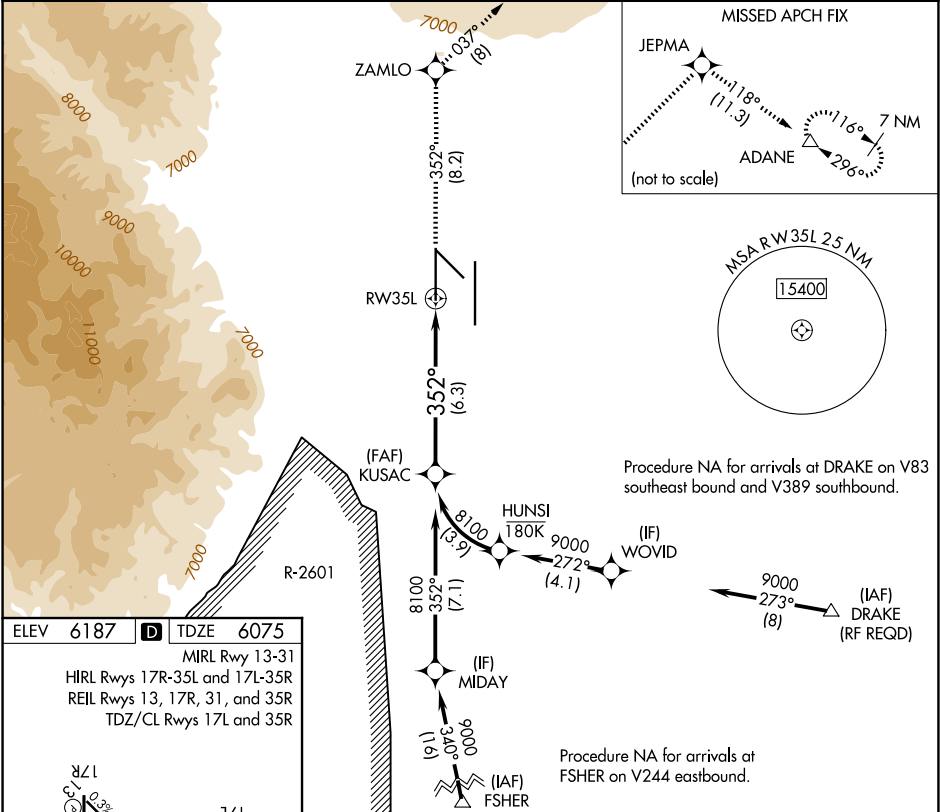 7000
037°
(8)
ZAMLO
MISSED APCH FIX
JEPMA
118°
(11.3)
116°
7 NM
ADANE
296°
(not to scale)
8000
7000
352°
(8.2)
9000
10000
11000
7000
RW35L
MSA RW35L 25 NM
15400
352°
(6.3)
(FAF)
KUSAC
Procedure NA for arrivals at DRAKE on V83
southeast bound and V389 southbound.
8100
(3.9)
HUNSI
180K
9000
272°
(4.1)
(IF)
WOVID
7000
R-2601
8100
352°
(7.1)
9000
273°
(8)
(IAF)
DRAKE
(RF REQD)
ELEV 6187 D TDZE 6075
MIRL Rwy 13-31
HIRL Rwys 17R-35L and 17L-35R
REIL Rwys 13, 17R, 31, and 35R
TDZ/CL Rwys 17L and 35R
(IF)
MIDAY
9000
340°
(16)
Procedure NA for arrivals at
FSHER on V244 eastbound.
(IAF)
FSHER
17R
13
P
0.3%